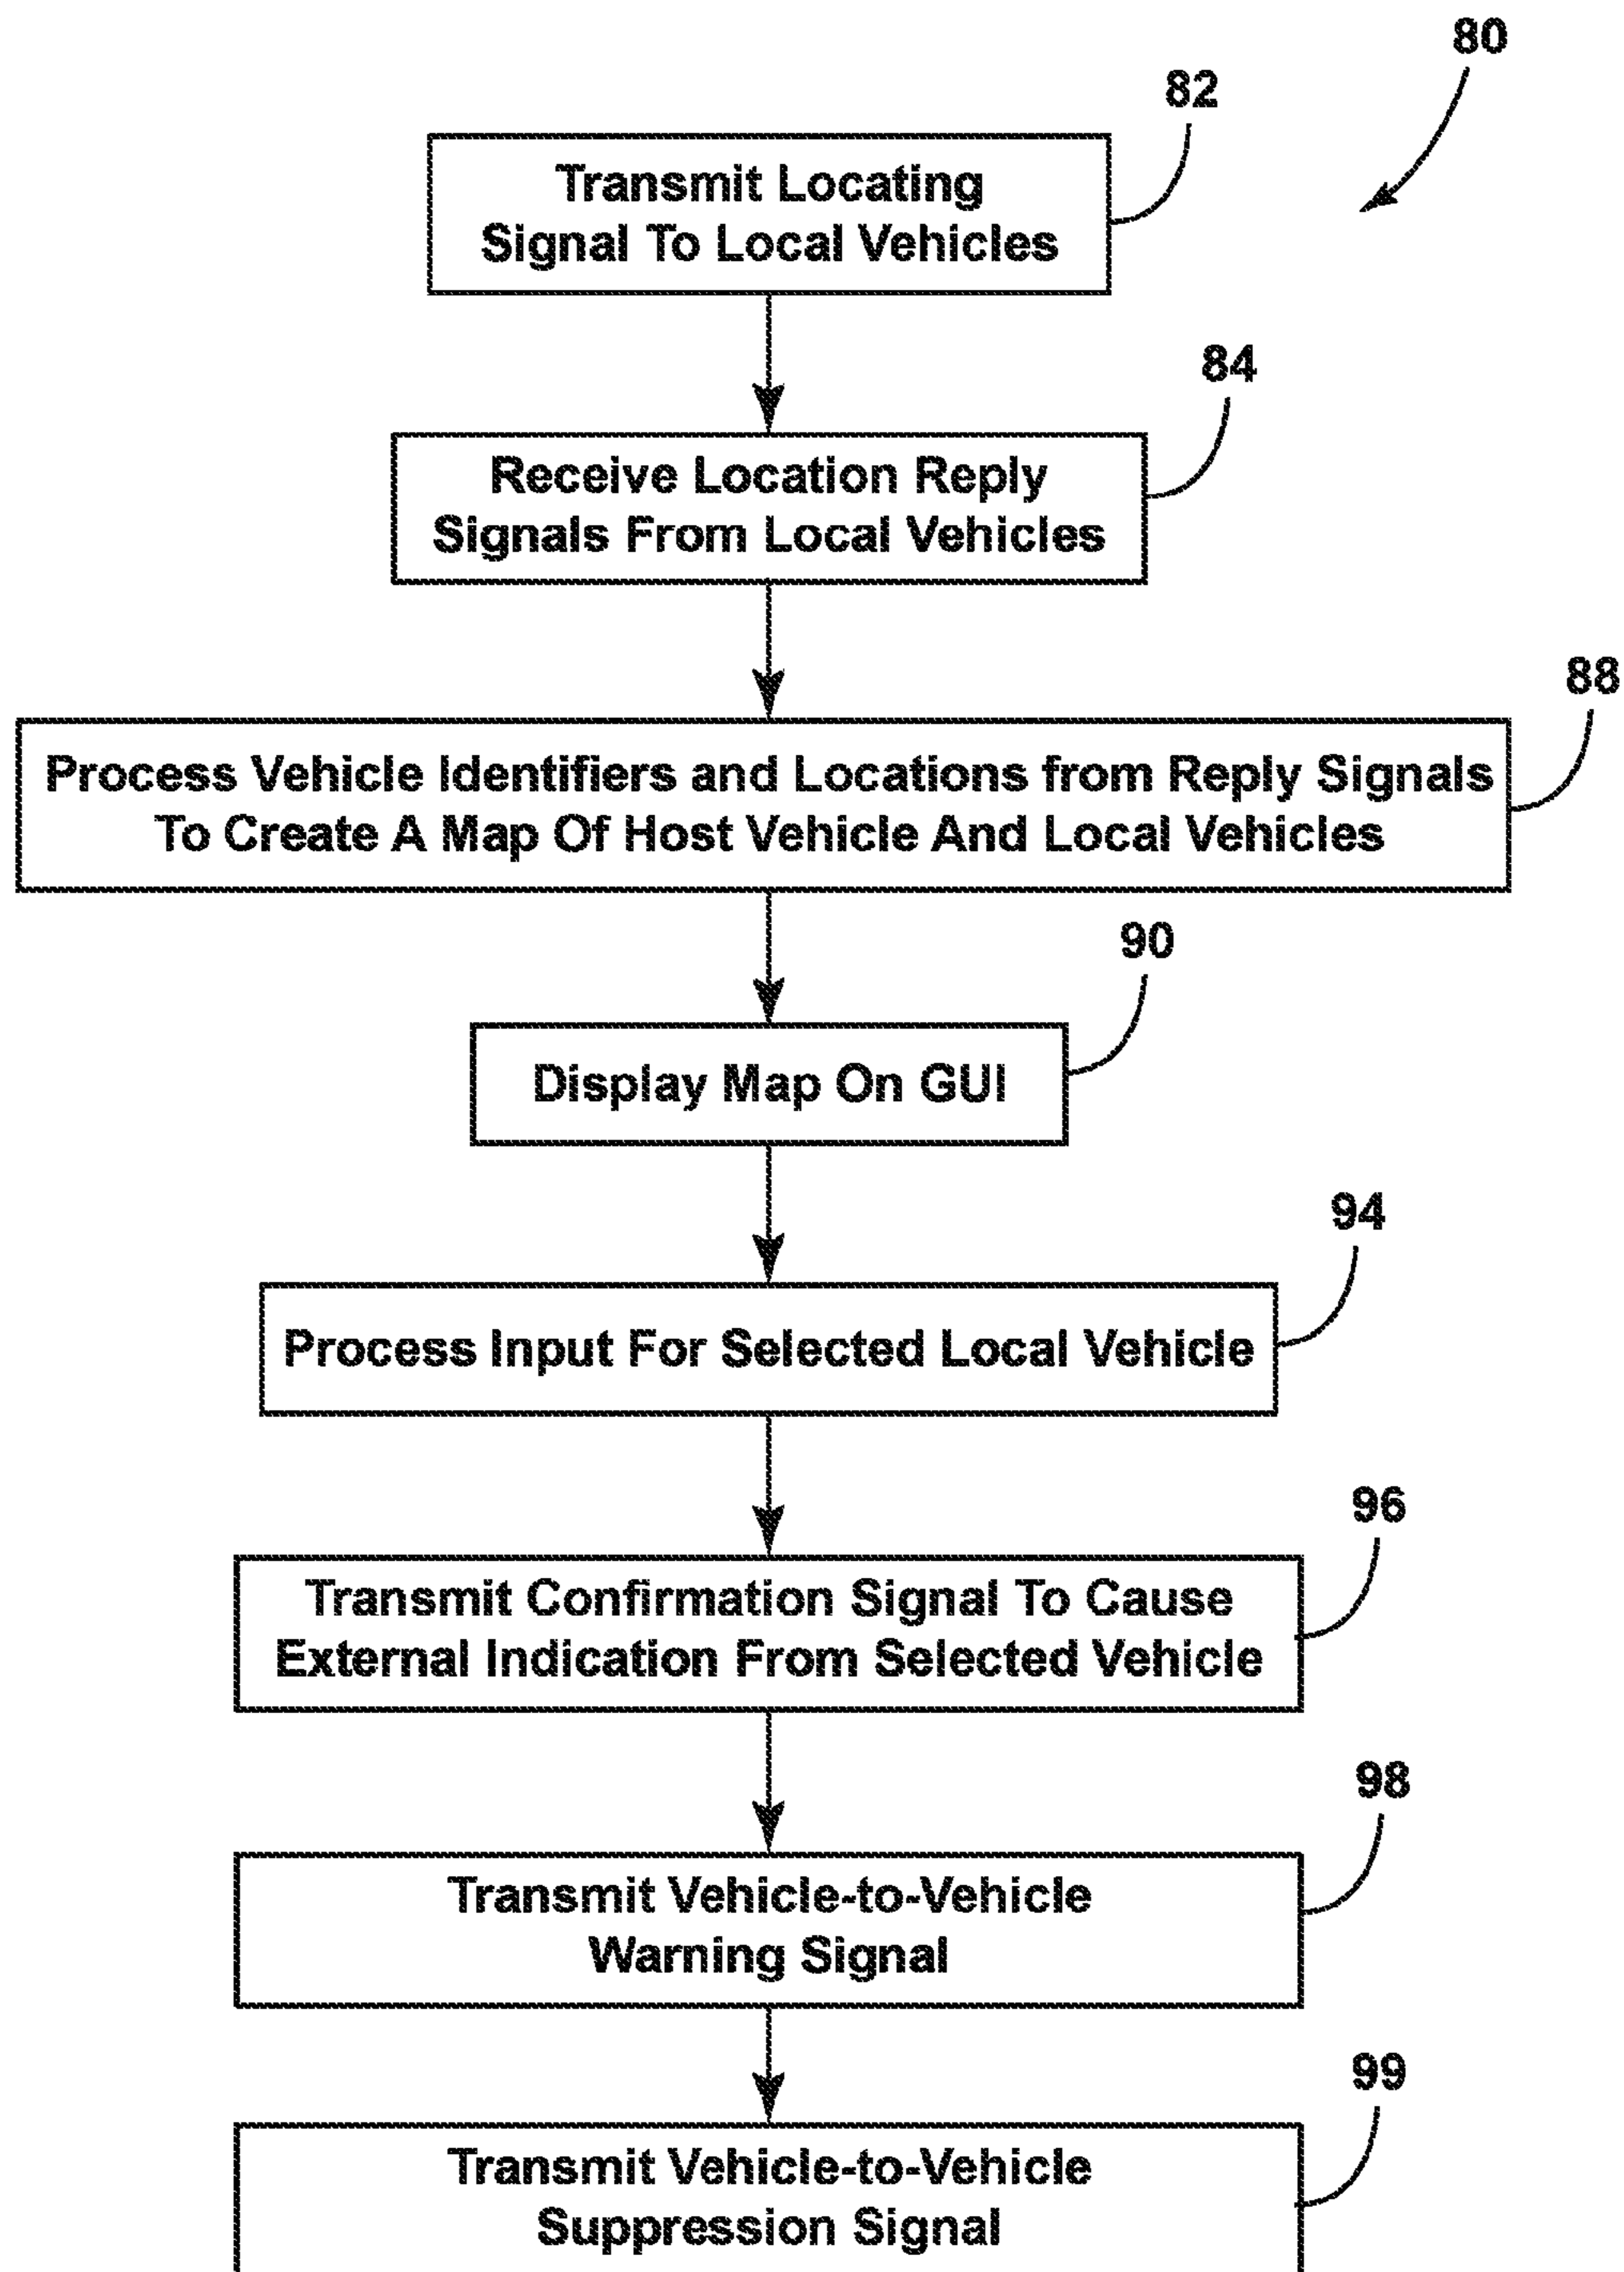 80
82
Transmit Locating
Signal To Local Vehicles
84
Receive Location Reply
Signals From Local Vehicles
88
Process Vehicle Identifiers and Locations from Reply Signals
To Create A Map Of Host Vehicle And Local Vehicles
90
Display Map On GUI
94
Process Input For Selected Local Vehicle
96
Transmit Confirmation Signal To Cause
External Indication From Selected Vehicle
98
Transmit Vehicle-to-Vehicle
Warning Signal
99
Transmit Vehicle-to-Vehicle
Suppression Signal